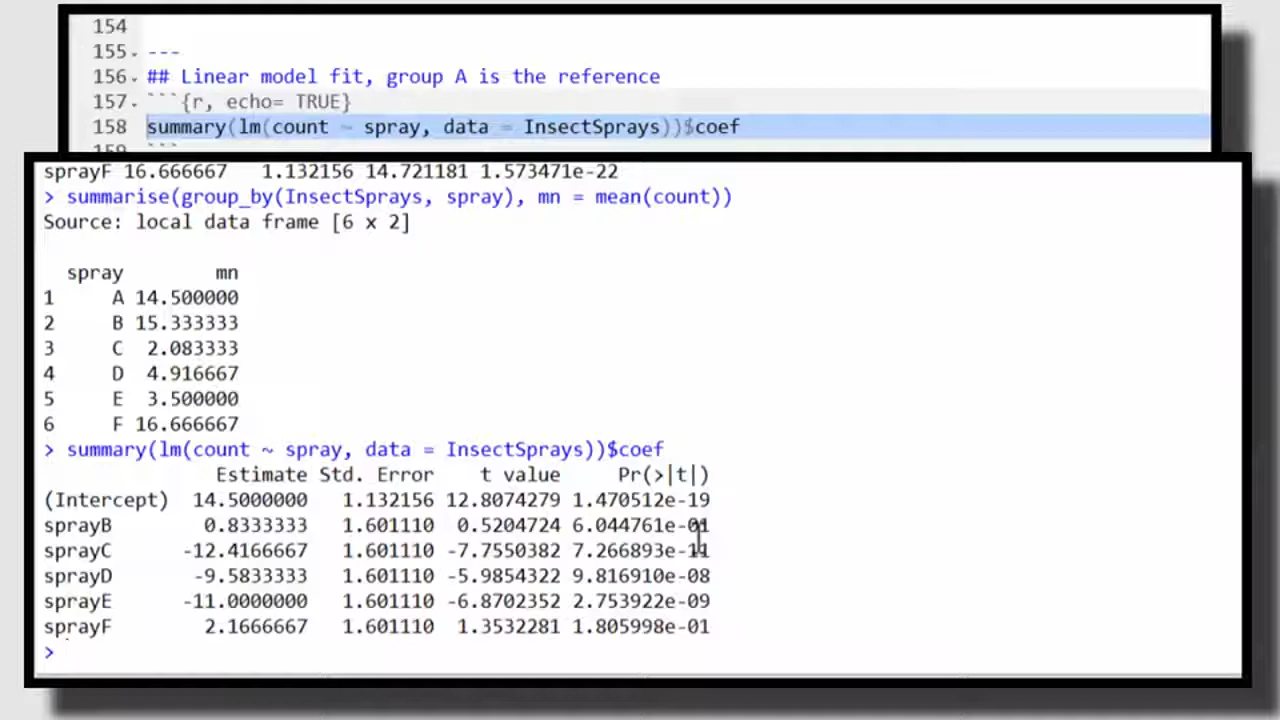 154
155 ---
156 ## Linear model fit, group A is the reference
157 ```{r, echo= TRUE}
158 summary(lm(count ~ spray, data = InsectSprays))$coef
159 ```
sprayF 16.666667 1.132156 14.721181 1.573471e-22
> summarise(group_by(InsectSprays, spray), mn = mean(count))
Source: local data frame [6 x 2]
spray mn
1 A 14.500000
2 B 15.333333
3 C 2.083333
4 D 4.916667
5 E 3.500000
6 F 16.666667
> summary(lm(count ~ spray, data = InsectSprays))$coef
Estimate Std. Error t value Pr(>|t|)
(Intercept) 14.5000000 1.132156 12.8074279 1.470512e-19
sprayB 0.8333333 1.601110 0.5204724 6.044761e-01
sprayC -12.4166667 1.601110 -7.7550382 7.266893e-11
sprayD -9.5833333 1.601110 -5.9854322 9.816910e-08
sprayE -11.0000000 1.601110 -6.8702352 2.753922e-09
sprayF 2.1666667 1.601110 1.3532281 1.805998e-01
>